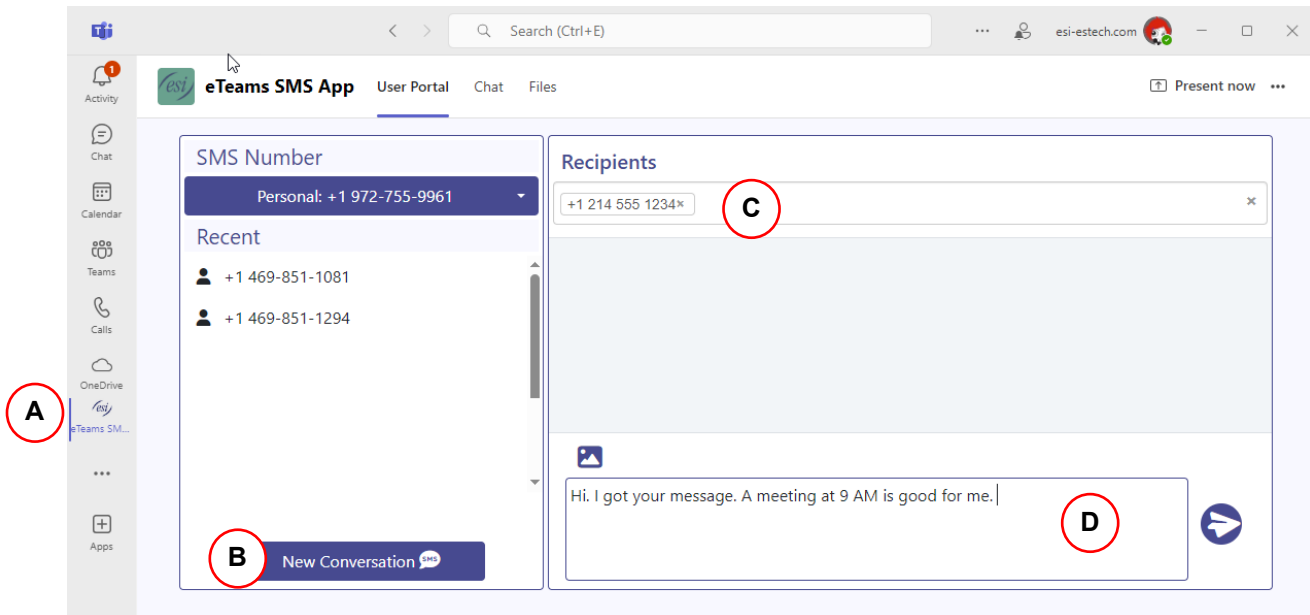 Search (Ctrl+E)
esi-estech.com
1
Activity
Chat
Calendar
Teams
Calls
OneDrive
esi
eTeams SM...
Apps
esi
eTeams SMS App
User Portal
Chat
Files
Present now
SMS Number
Personal: +1 972-755-9961
Recent
+1 469-851-1081
+1 469-851-1294
New Conversation
SMS
Recipients
+1 214 555 1234×
×
Hi. I got your message. A meeting at 9 AM is good for me.
A
B
C
D